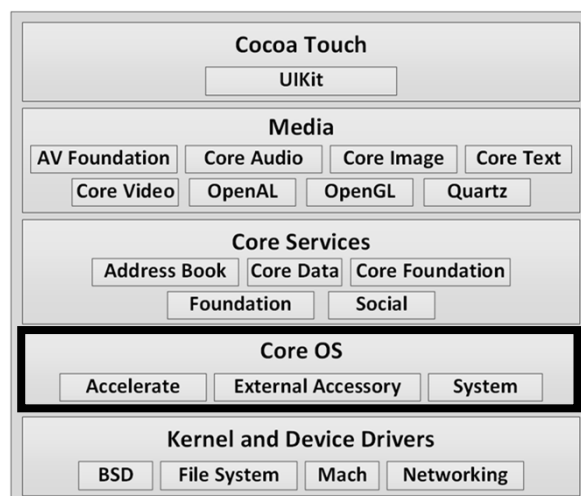 Cocoa Touch
UIKit
Media
AV Foundation Core Audio Core Image Core Text
Core Video OpenAL OpenGL Quartz
Core Services
Address Book Core Data Core Foundation
Foundation Social
Core OS
Accelerate External Accessory System
Kernel and Device Drivers
BSD File System Mach Networking